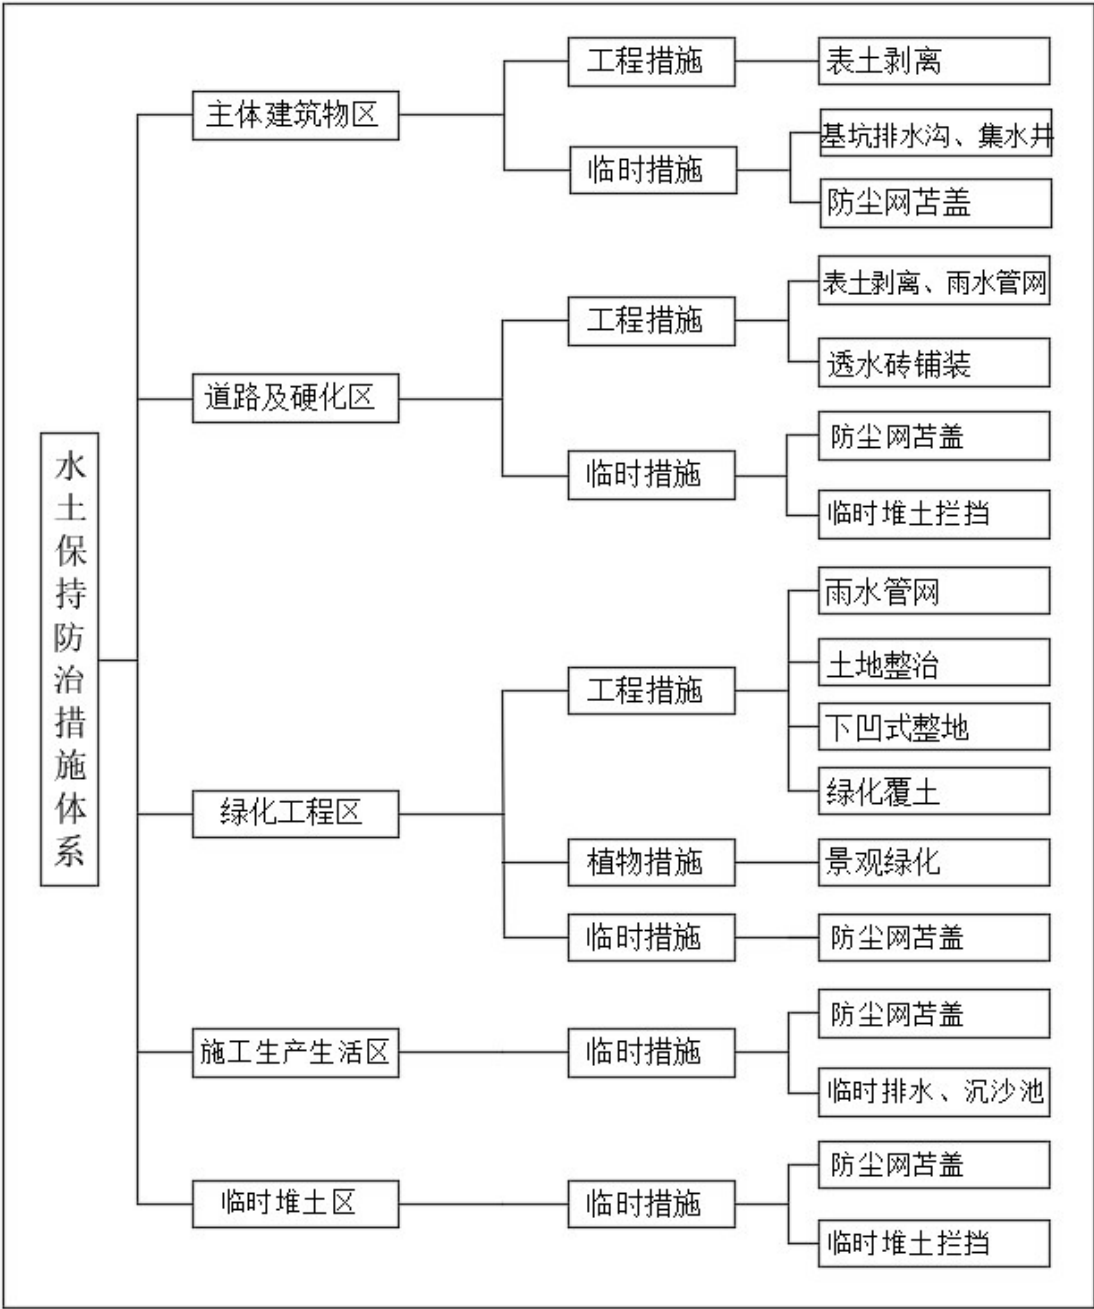 水土保持防治措施体系
主体建筑物区
工程措施
表土剥离
临时措施
基坑排水沟、集水井
防尘网苫盖
道路及硬化区
工程措施
表土剥离、雨水管网
透水砖铺装
临时措施
防尘网苫盖
临时堆土拦挡
绿化工程区
工程措施
雨水管网
土地整治
下凹式整地
绿化覆土
植物措施
景观绿化
临时措施
防尘网苫盖
施工生产生活区
临时措施
防尘网苫盖
临时排水、沉沙池
临时堆土区
临时措施
防尘网苫盖
临时堆土拦挡